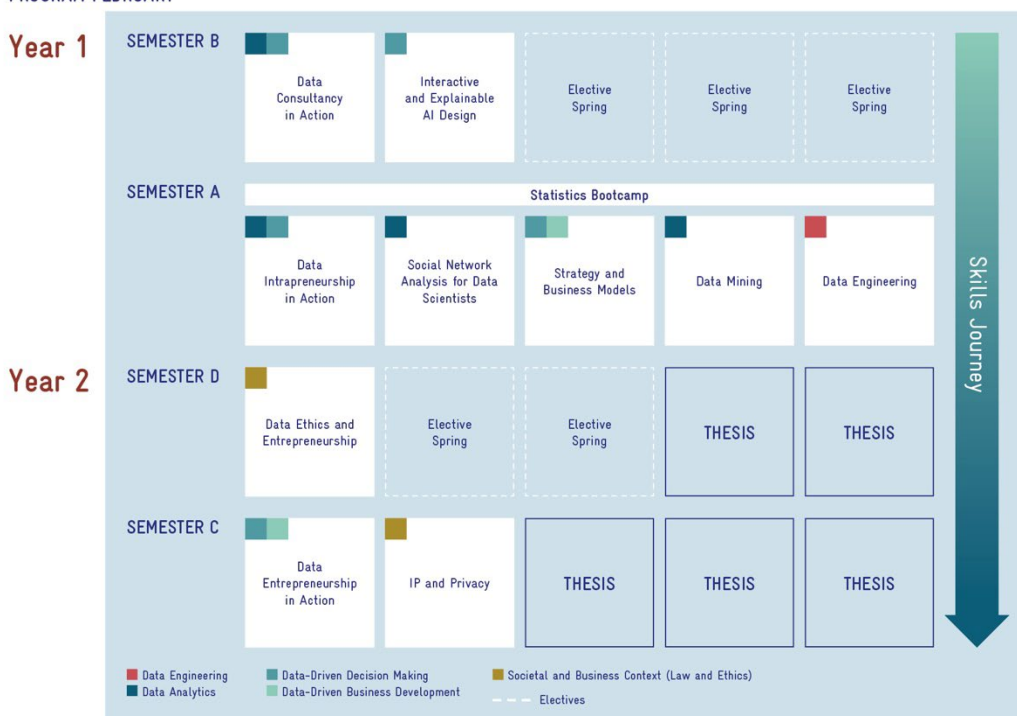 Year 1
SEMESTER B
Data
Consultancy
in Action
Interactive
and Explainable
AI Design
Elective
Spring
Elective
Spring
Elective
Spring
SEMESTER A
Statistics Bootcamp
Data
Intrapreneurship
in Action
Social Network
Analysis for Data
Scientists
Strategy and
Business Models
Data Mining
Data Engineering
Skills Journey
Year 2
SEMESTER D
Data Ethics and
Entrepreneurship
Elective
Spring
Elective
Spring
THESIS
THESIS
SEMESTER C
Data
Entrepreneurship
in Action
IP and Privacy
THESIS
THESIS
THESIS
Data Engineering
Data-Driven Decision Making
Societal and Business Context (Law and Ethics)
Data Analytics
Data-Driven Business Development
Electives